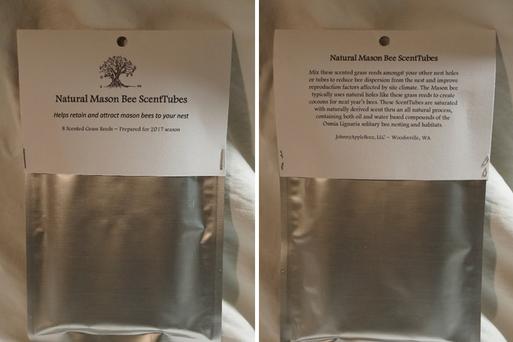 Natural Mason Bee ScentTubes
Helps retain and attract mason bees to your nest
8 Scented Grass Reeds ~ Prepared for 2017 season
Natural Mason Bee ScentTubes
Mix these scented grass reeds amongst your other nest holes
or tubes to reduce bee dispersion from the nest and improve
reproduction factors affected by site climate. The Mason bee
typically uses natural holes like these grass reeds to create
cocoons for next year's bees. These ScentTubes are saturated
with naturally derived scent thru an all natural process,
containing both oil and water based compounds of the
Osmia Lignaria solitary bee nesting and habitats.
JohnnyAppleBeez, LLC ~ Woodinville, WA